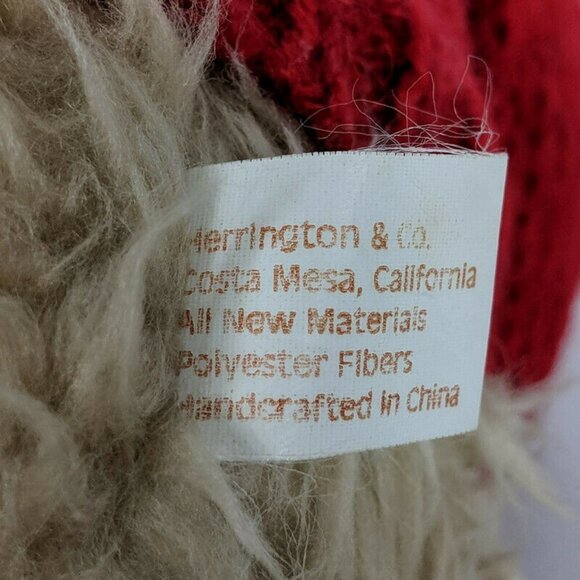 Herrington & Co.
Costa Mesa, California
All New Materials
Polyester Fibers
Handcrafted in China